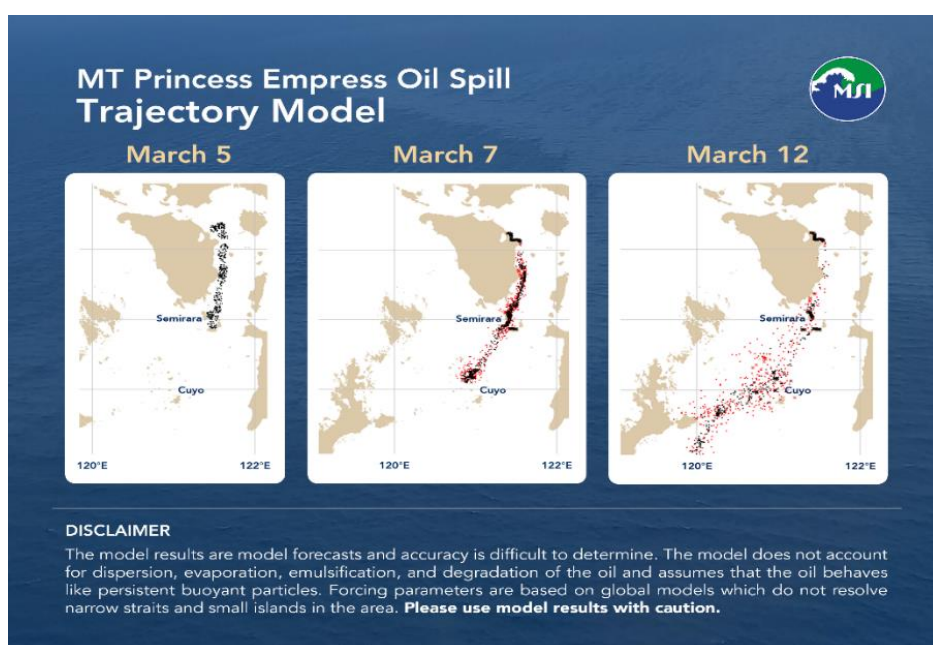 MT Princess Empress Oil Spill
Trajectory Model
MSI
March 5
March 7
March 12
Semirara
Cuyo
120°E
122°E
Semirara
Cuyo
120°E
122°E
Semirara
Cuyo
120°E
122°E
DISCLAIMER
The model results are model forecasts and accuracy is difficult to determine. The model does not account
for dispersion, evaporation, emulsification, and degradation of the oil and assumes that the oil behaves
like persistent buoyant particles. Forcing parameters are based on global models which do not resolve
narrow straits and small islands in the area. Please use model results with caution.